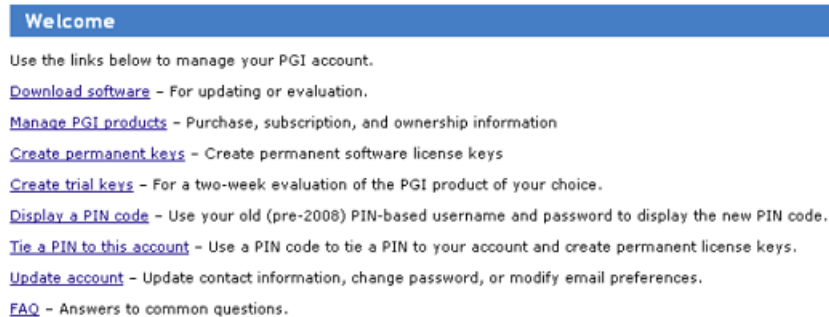 Welcome
Use the links below to manage your PGI account.
Download software – For updating or evaluation.
Manage PGI products – Purchase, subscription, and ownership information
Create permanent keys – Create permanent software license keys
Create trial keys – For a two-week evaluation of the PGI product of your choice.
Display a PIN code – Use your old (pre-2008) PIN-based username and password to display the new PIN code.
Tie a PIN to this account – Use a PIN code to tie a PIN to your account and create permanent license keys.
Update account – Update contact information, change password, or modify email preferences.
FAQ – Answers to common questions.